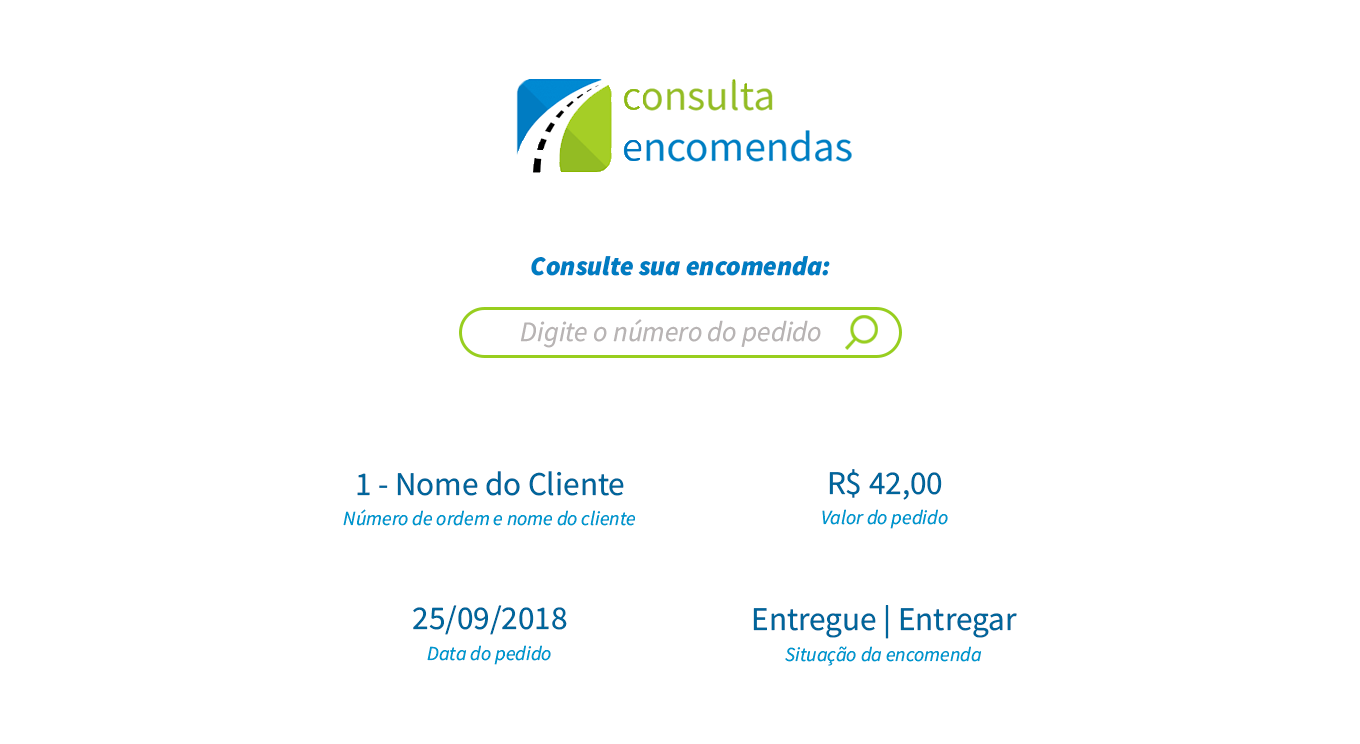 consulta
encomendas
Consulte sua encomenda:
Digite o número do pedido
1 - Nome do Cliente
Número de ordem e nome do cliente
R$ 42,00
Valor do pedido
25/09/2018
Data do pedido
Entregue | Entregar
Situação da encomenda